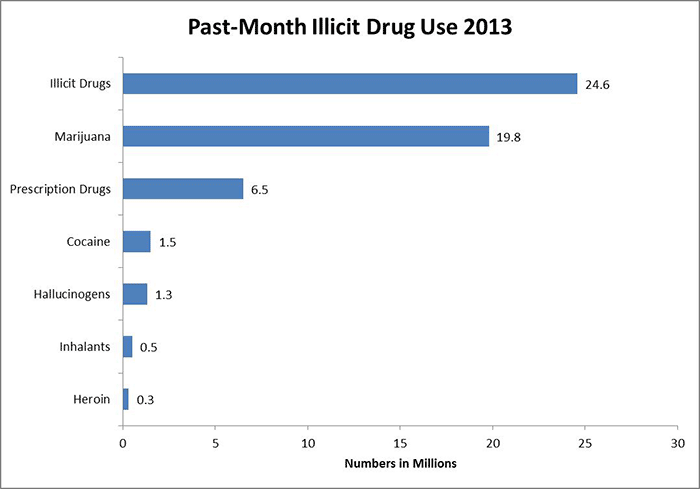 Past-Month Illicit Drug Use 2013
Illicit Drugs 24.6
Marijuana 19.8
Prescription Drugs 6.5
Cocaine 1.5
Hallucinogens 1.3
Inhalants 0.5
Heroin 0.3
0 5 10 15 20 25 30
Numbers in Millions